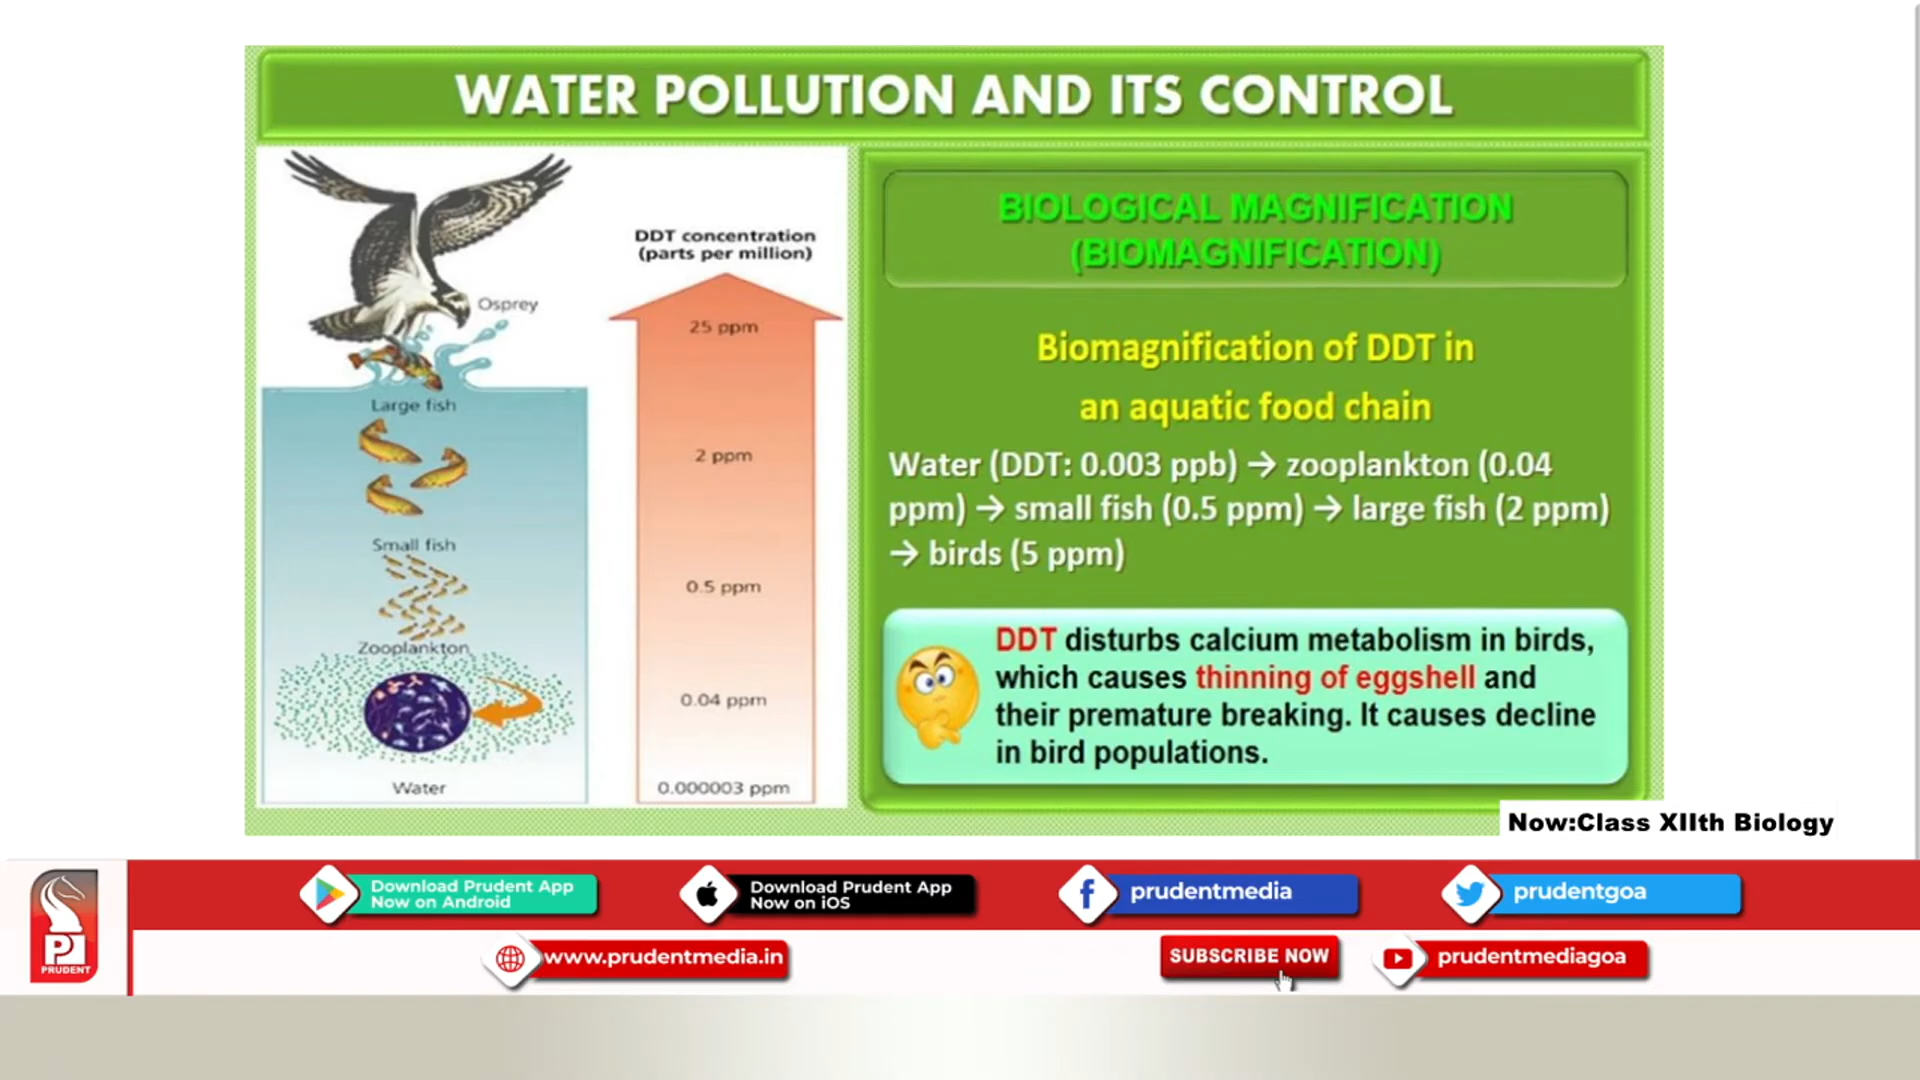 WATER POLLUTION AND ITS CONTROL
DDT concentration
(parts per million)
Osprey
25 ppm
Large fish
2 ppm
Small fish
0.5 ppm
Zooplankton
0.04 ppm
Water
0.000003 ppm
BIOLOGICAL MAGNIFICATION
(BIOMAGNIFICATION)
Biomagnification of DDT in
an aquatic food chain
Water (DDT: 0.003 ppb) → zooplankton (0.04
ppm) → small fish (0.5 ppm) → large fish (2 ppm)
→ birds (5 ppm)
DDT disturbs calcium metabolism in birds,
which causes thinning of eggshell and
their premature breaking. It causes decline
in bird populations.
Now:Class XIIth Biology
PRUDENT
Download Prudent App
Now on Android
Download Prudent App
Now on iOS
prudentmedia
prudentgoa
www.prudentmedia.in
SUBSCRIBE NOW
prudentmediagoa